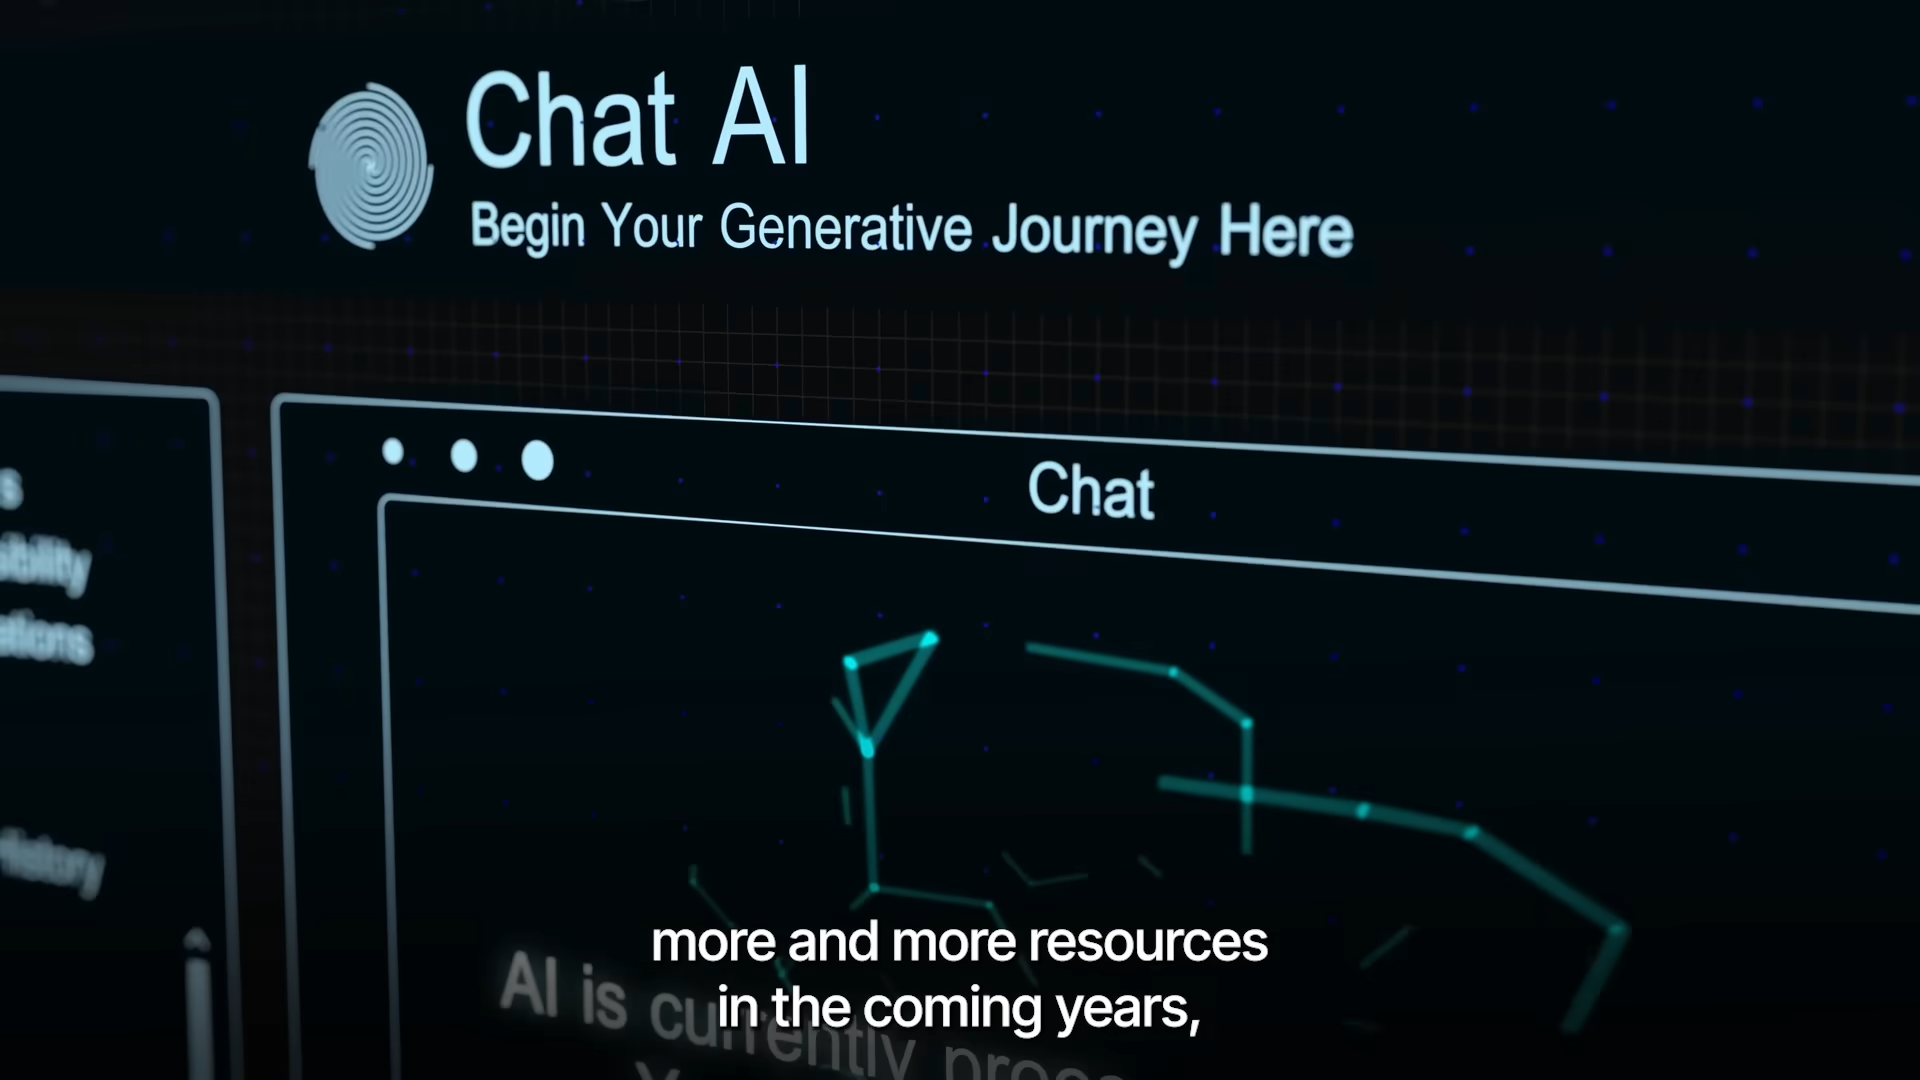 Chat AI
Begin Your Generative Journey Here
Chat
History
more and more resources
in the coming years,
AI is currently